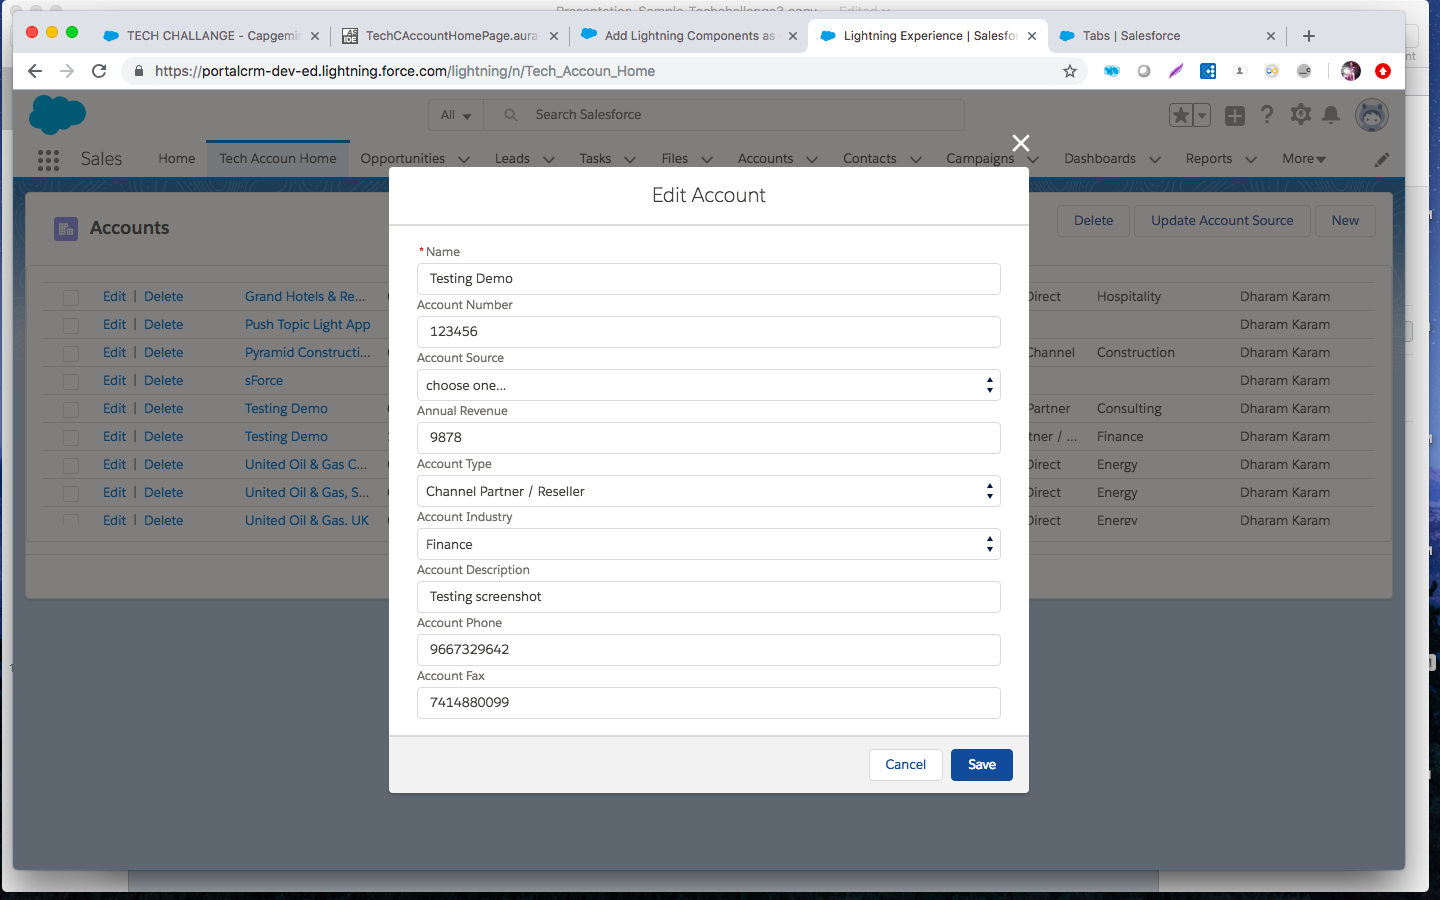 Presentation_Sample_Techchallenge3 copy — Edited
TECH CHALLANGE - Capgemin
TechCAccountHomePage.aura
Add Lightning Components as
Lightning Experience | Salesfor
Tabs | Salesforce
https://portalcrm-dev-ed.lightning.force.com/lightning/n/Tech_Accoun_Home
All
Search Salesforce
Sales
Home
Tech Accoun Home
Opportunities
Leads
Tasks
Files
Accounts
Contacts
Campaigns
Dashboards
Reports
More
Edit Account
Accounts
Delete
Update Account Source
New
* Name
Testing Demo
Account Number
123456
Account Source
choose one...
Annual Revenue
9878
Account Type
Channel Partner / Reseller
Account Industry
Finance
Account Description
Testing screenshot
Account Phone
9667329642
Account Fax
7414880099
Cancel
Save
Edit | Delete Grand Hotels & Re... Direct Hospitality Dharam Karam
Edit | Delete Push Topic Light App Dharam Karam
Edit | Delete Pyramid Constructi... Channel Construction Dharam Karam
Edit | Delete sForce Dharam Karam
Edit | Delete Testing Demo Partner Consulting Dharam Karam
Edit | Delete Testing Demo tner / ... Finance Dharam Karam
Edit | Delete United Oil & Gas C... Direct Energy Dharam Karam
Edit | Delete United Oil & Gas, S... Direct Energy Dharam Karam
Edit | Delete United Oil & Gas. UK Direct Energy Dharam Karam